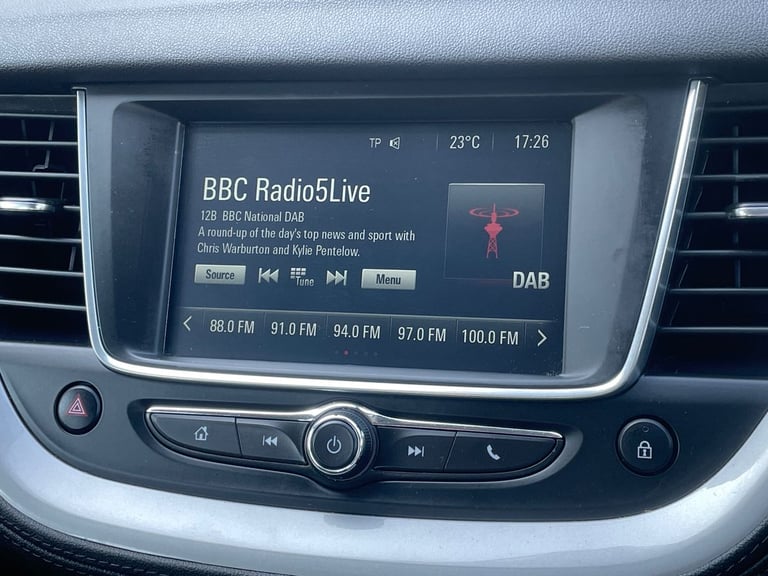 TP 23°C 17:26
BBC Radio5Live
12B BBC National DAB
A round-up of the day's top news and sport with
Chris Warburton and Kylie Pentelow.
Source Tune Menu
DAB
88.0 FM 91.0 FM 94.0 FM 97.0 FM 100.0 FM